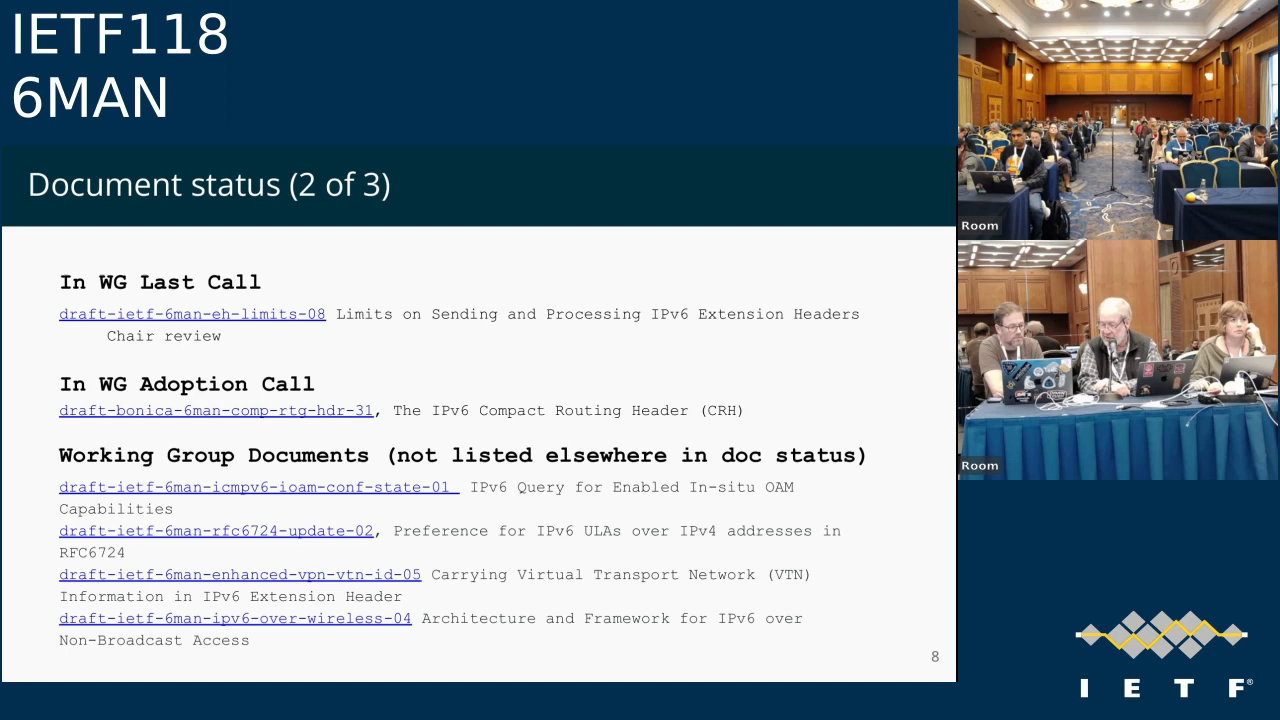 IETF118
6MAN
Document status (2 of 3)
In WG Last Call
draft-ietf-6man-eh-limits-08 Limits on Sending and Processing IPv6 Extension Headers
Chair review
In WG Adoption Call
draft-bonica-6man-comp-rtg-hdr-31, The IPv6 Compact Routing Header (CRH)
Working Group Documents (not listed elsewhere in doc status)
draft-ietf-6man-icmpv6-ioam-conf-state-01 IPv6 Query for Enabled In-situ OAM
Capabilities
draft-ietf-6man-rfc6724-update-02, Preference for IPv6 ULAs over IPv4 addresses in
RFC6724
draft-ietf-6man-enhanced-vpn-vtn-id-05 Carrying Virtual Transport Network (VTN)
Information in IPv6 Extension Header
draft-ietf-6man-ipv6-over-wireless-04 Architecture and Framework for IPv6 over
Non-Broadcast Access
8
Room
Room
IETF®